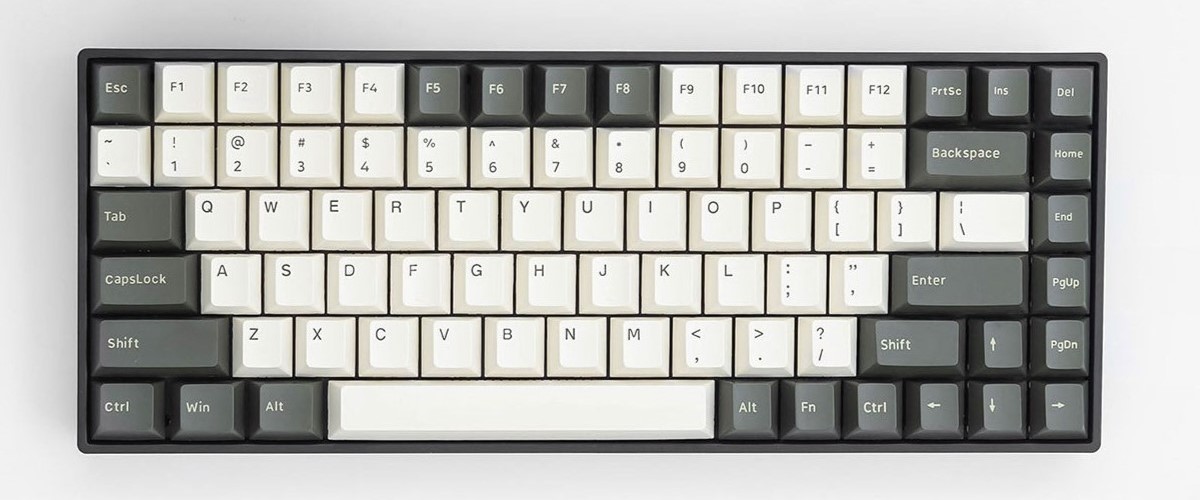 Esc F1 F2 F3 F4 F5 F6 F7 F8 F9 F10 F11 F12 PrtSc Ins Del
~ ! @ # $ % ^ & * ( ) – + Backspace Home
` 1 2 3 4 5 6 7 8 9 0 - =
Tab Q W E R T Y U I O P { } ¦ End
[ ] \
CapsLock A S D F G H J K L : ” Enter PgUp
; ’
Shift Z X C V B N M < > ? Shift ↑ PgDn
, . /
Ctrl Win Alt Alt Fn Ctrl ← ↓ →